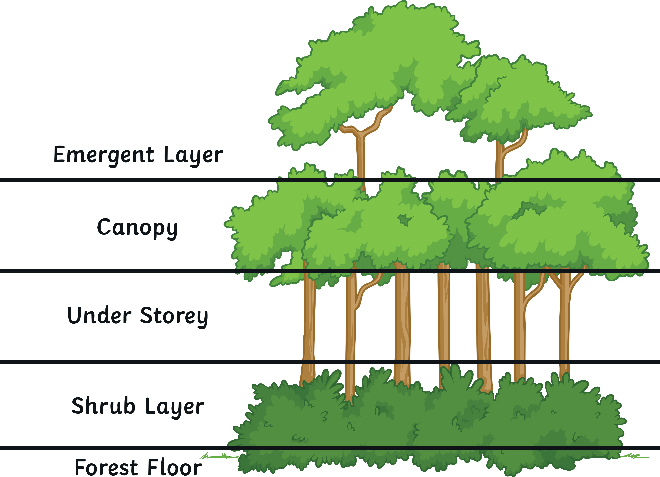 Emergent Layer
Canopy
Under Storey
Shrub Layer
Forest Floor